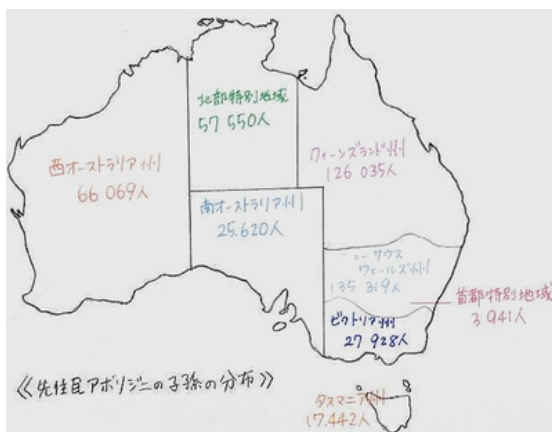 北部特別地域
57 550人
西オーストラリア州
66 069人
クィーンズランド州
126 035人
南オーストラリア州
25.620人
ニューサウス
ウェールズ州
135 319人
首都特別地域
3 941人
ビクトリア州
27 928人
《先住民アボリジニの子孫の分布》
タスマニア州
17.442人